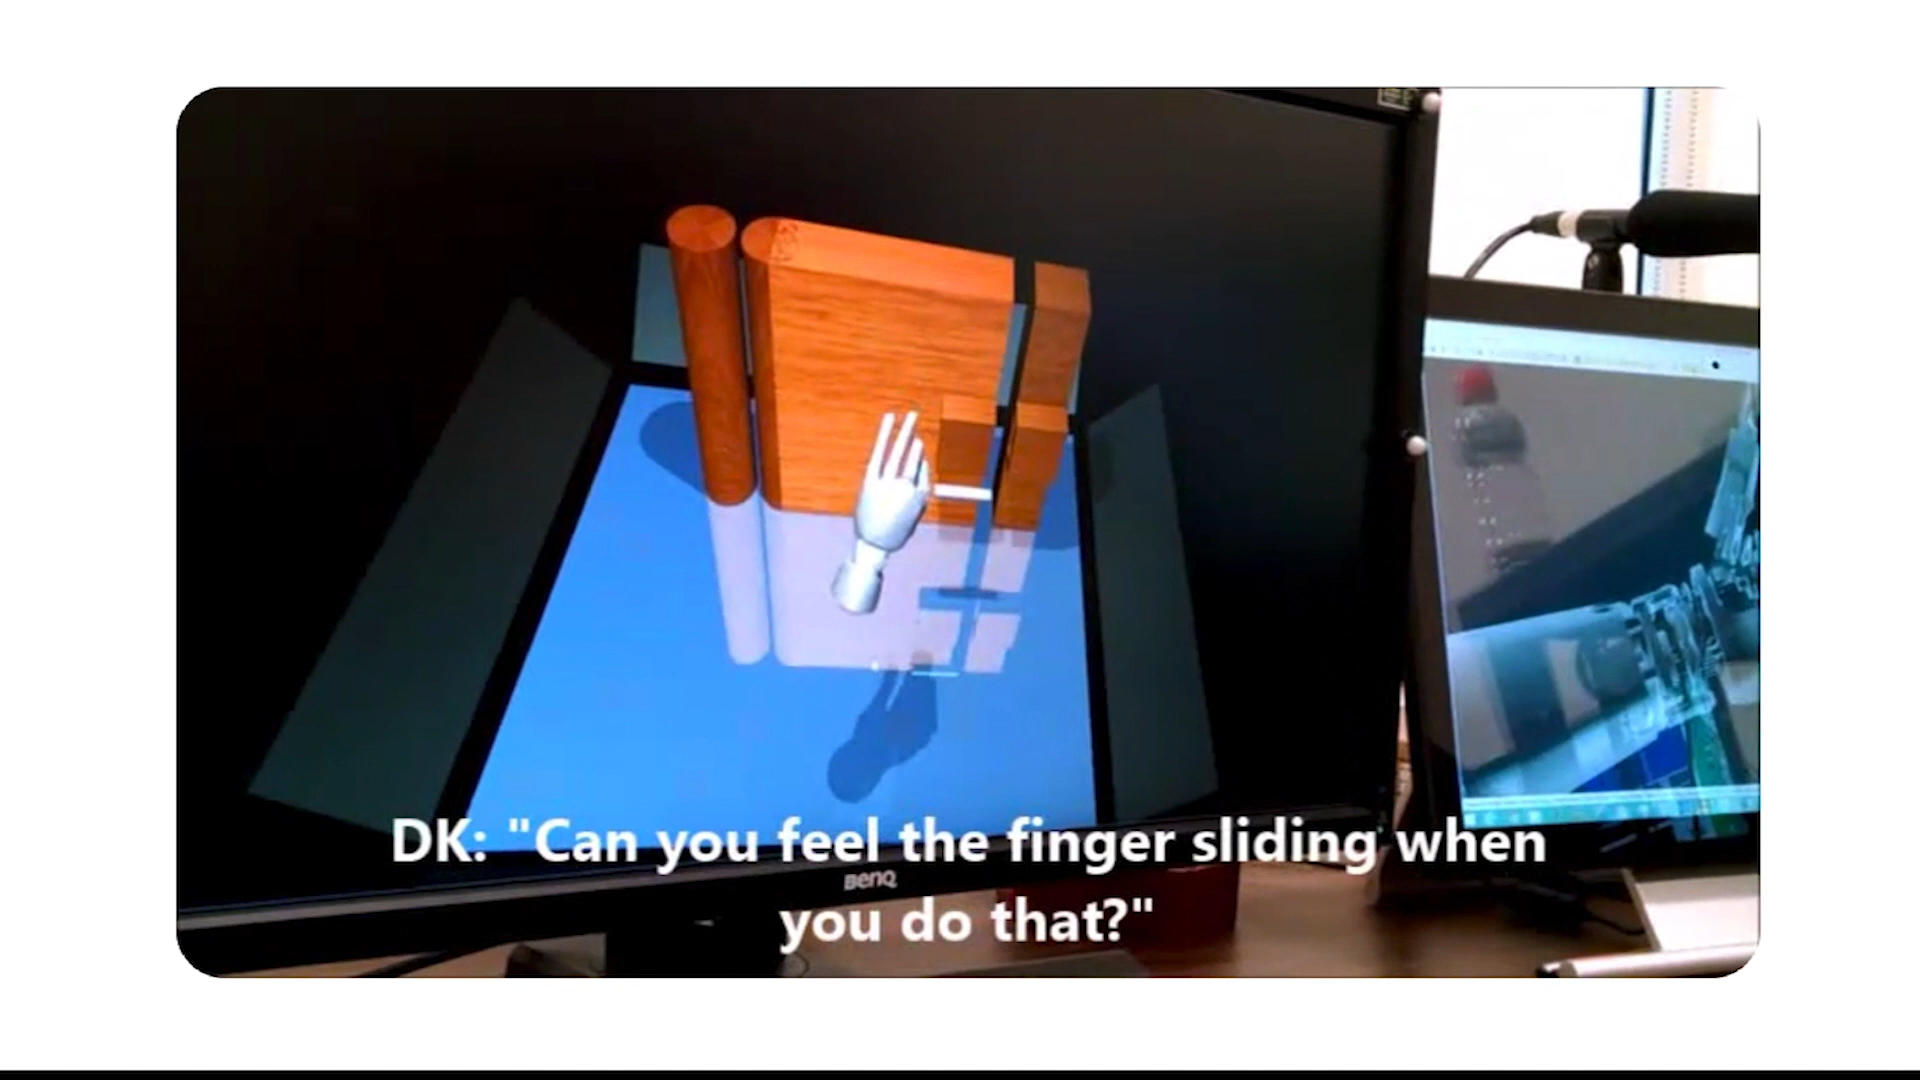 DK: "Can you feel the finger sliding when
BenQ
you do that?"